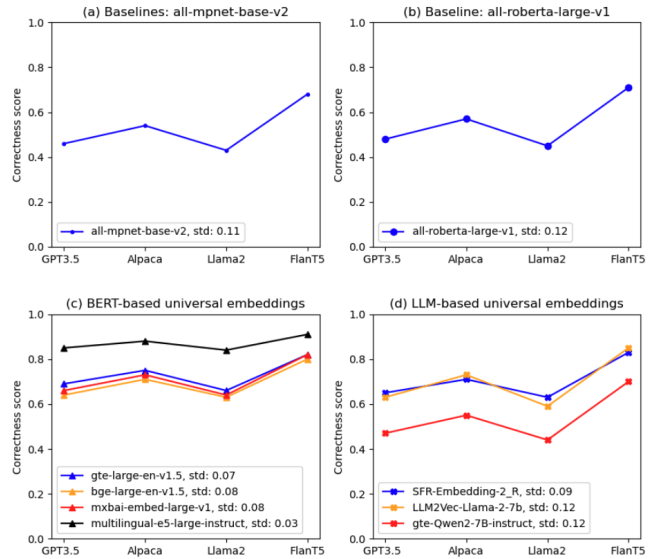 (a) Baselines: all-mpnet-base-v2
1.0
0.8
0.6
0.4
0.2
0.0
Correctness score
all-mpnet-base-v2, std: 0.11
GPT3.5 Alpaca Llama2 FlanT5
(b) Baseline: all-roberta-large-v1
1.0
0.8
0.6
0.4
0.2
0.0
Correctness score
all-roberta-large-v1, std: 0.12
GPT3.5 Alpaca Llama2 FlanT5
(c) BERT-based universal embeddings
1.0
0.8
0.6
0.4
0.2
0.0
Correctness score
gte-large-en-v1.5, std: 0.07
bge-large-en-v1.5, std: 0.08
mxbai-embed-large-v1, std: 0.08
multilingual-e5-large-instruct, std: 0.03
GPT3.5 Alpaca Llama2 FlanT5
(d) LLM-based universal embeddings
1.0
0.8
0.6
0.4
0.2
0.0
Correctness score
SFR-Embedding-2_R, std: 0.09
LLM2Vec-Llama-2-7b, std: 0.12
gte-Qwen2-7B-instruct, std: 0.12
GPT3.5 Alpaca Llama2 FlanT5